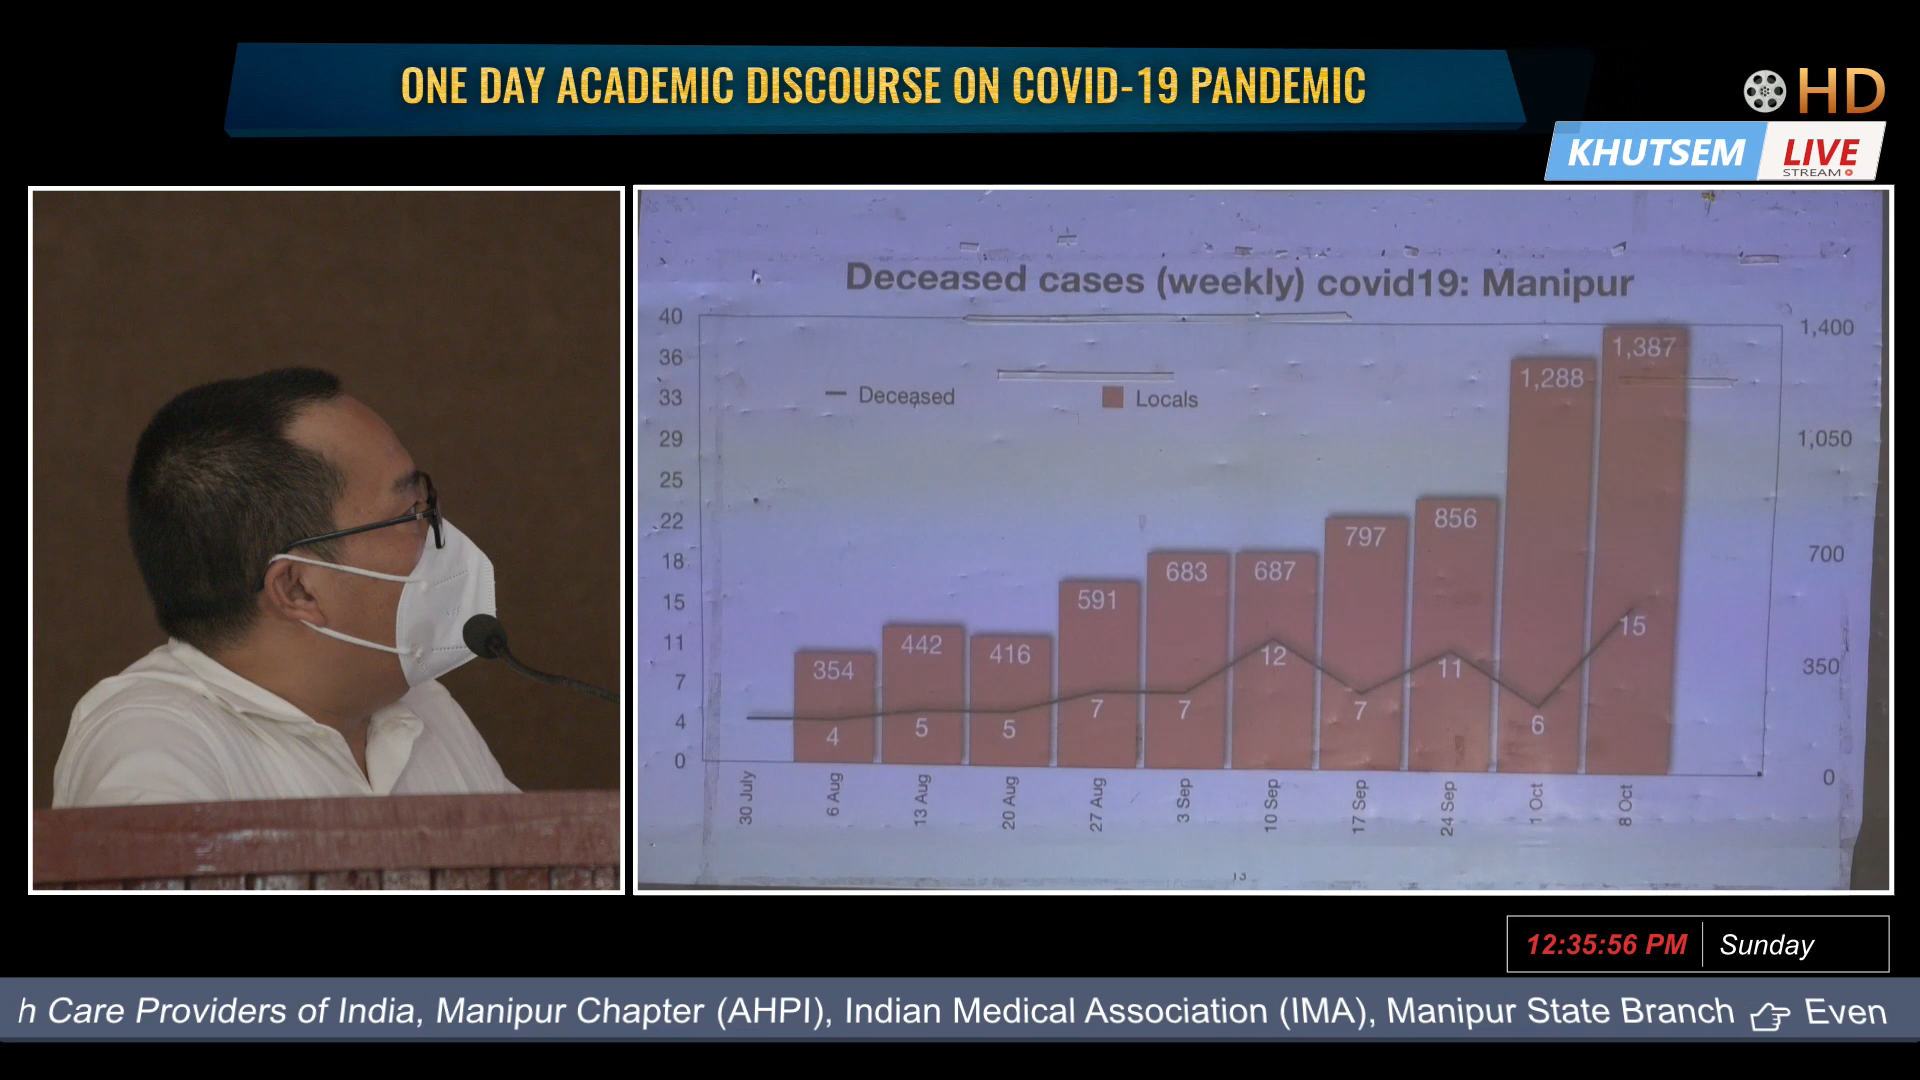 ONE DAY ACADEMIC DISCOURSE ON COVID-19 PANDEMIC
HD
KHUTSEM LIVE
STREAM
Deceased cases (weekly) covid19: Manipur
40
36
33
29
25
22
18
15
11
7
4
0
1,400
1,050
700
350
0
Deceased Locals
354
442
416
591
683
687
797
856
1,288
1,387
4
5
5
7
7
12
7
11
6
15
30 July
6 Aug
13 Aug
20 Aug
27 Aug
3 Sep
10 Sep
17 Sep
24 Sep
1 Oct
8 Oct
13
12:35:56 PM Sunday
h Care Providers of India, Manipur Chapter (AHPI), Indian Medical Association (IMA), Manipur State Branch Even